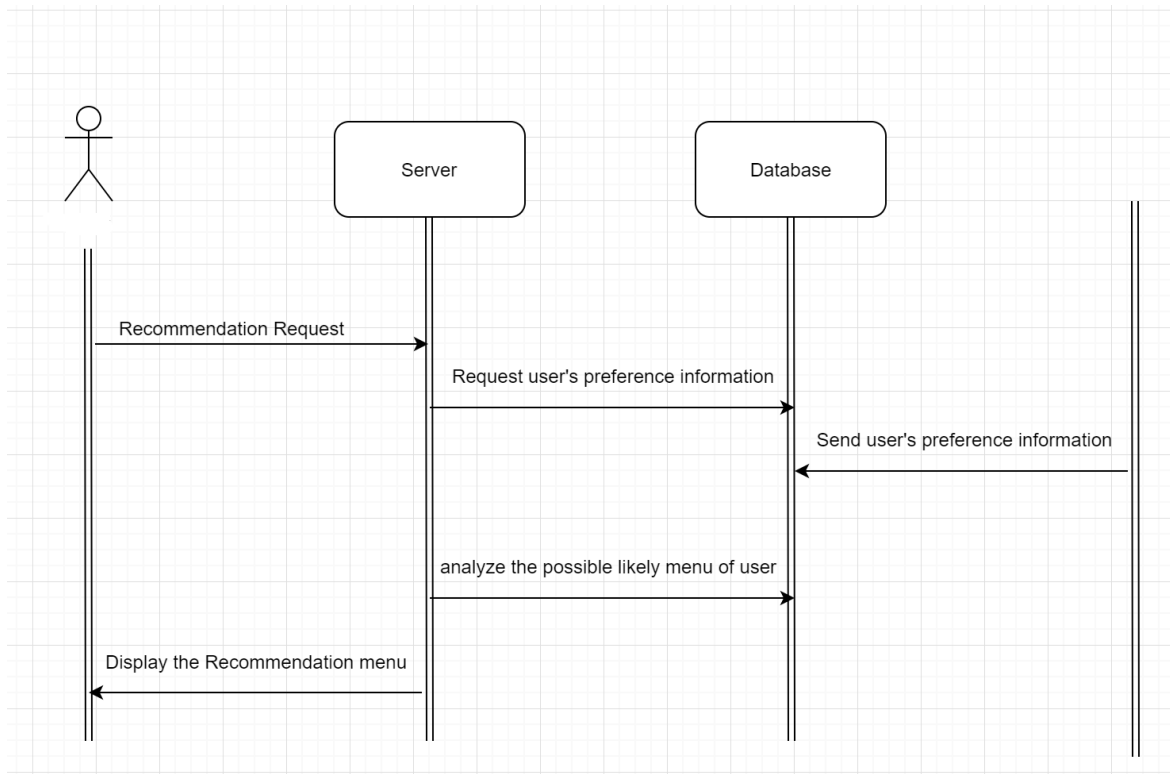 Server
Database
Recommendation Request
Request user's preference information
Send user's preference information
analyze the possible likely menu of user
Display the Recommendation menu